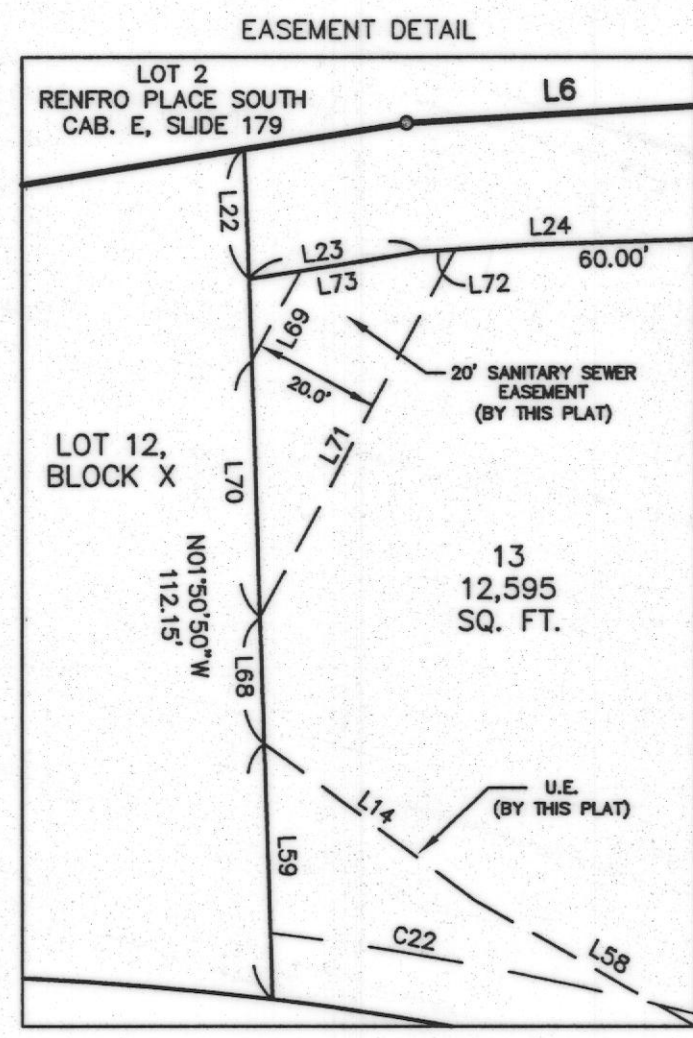 EASEMENT DETAIL
LOT 2
RENFRO PLACE SOUTH
CAB. E, SLIDE 179
L6
L22
L23
L24
L73
60.00'
L72
L69
20.0'
20' SANITARY SEWER
EASEMENT
(BY THIS PLAT)
LOT 12,
BLOCK X
L70
L71
N01°50'50"W
112.15'
13
12,595
SQ. FT.
L68
L14
U.E.
(BY THIS PLAT)
L59
C22
L58